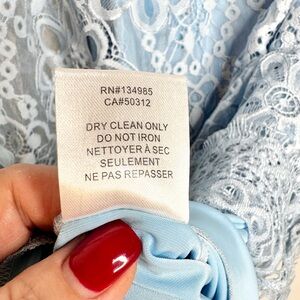 RN#134985
CA#50312
DRY CLEAN ONLY
DO NOT IRON
NETTOYER À SEC
SEULEMENT
NE PAS REPASSER